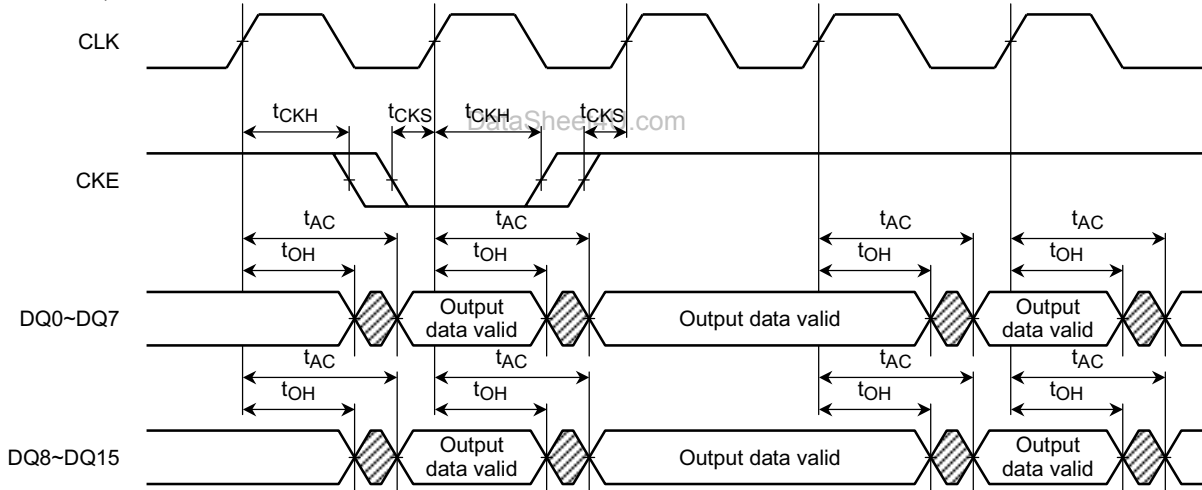 CLK
tCKH tCKS tCKH tCKS
DataSheet4U.com
CKE
tAC tAC tAC tAC
tOH tOH tOH tOH
DQ0~DQ7
Output data valid
Output data valid
Output data valid
tAC tAC tAC tAC
tOH tOH tOH tOH
DQ8~DQ15
Output data valid
Output data valid
Output data valid